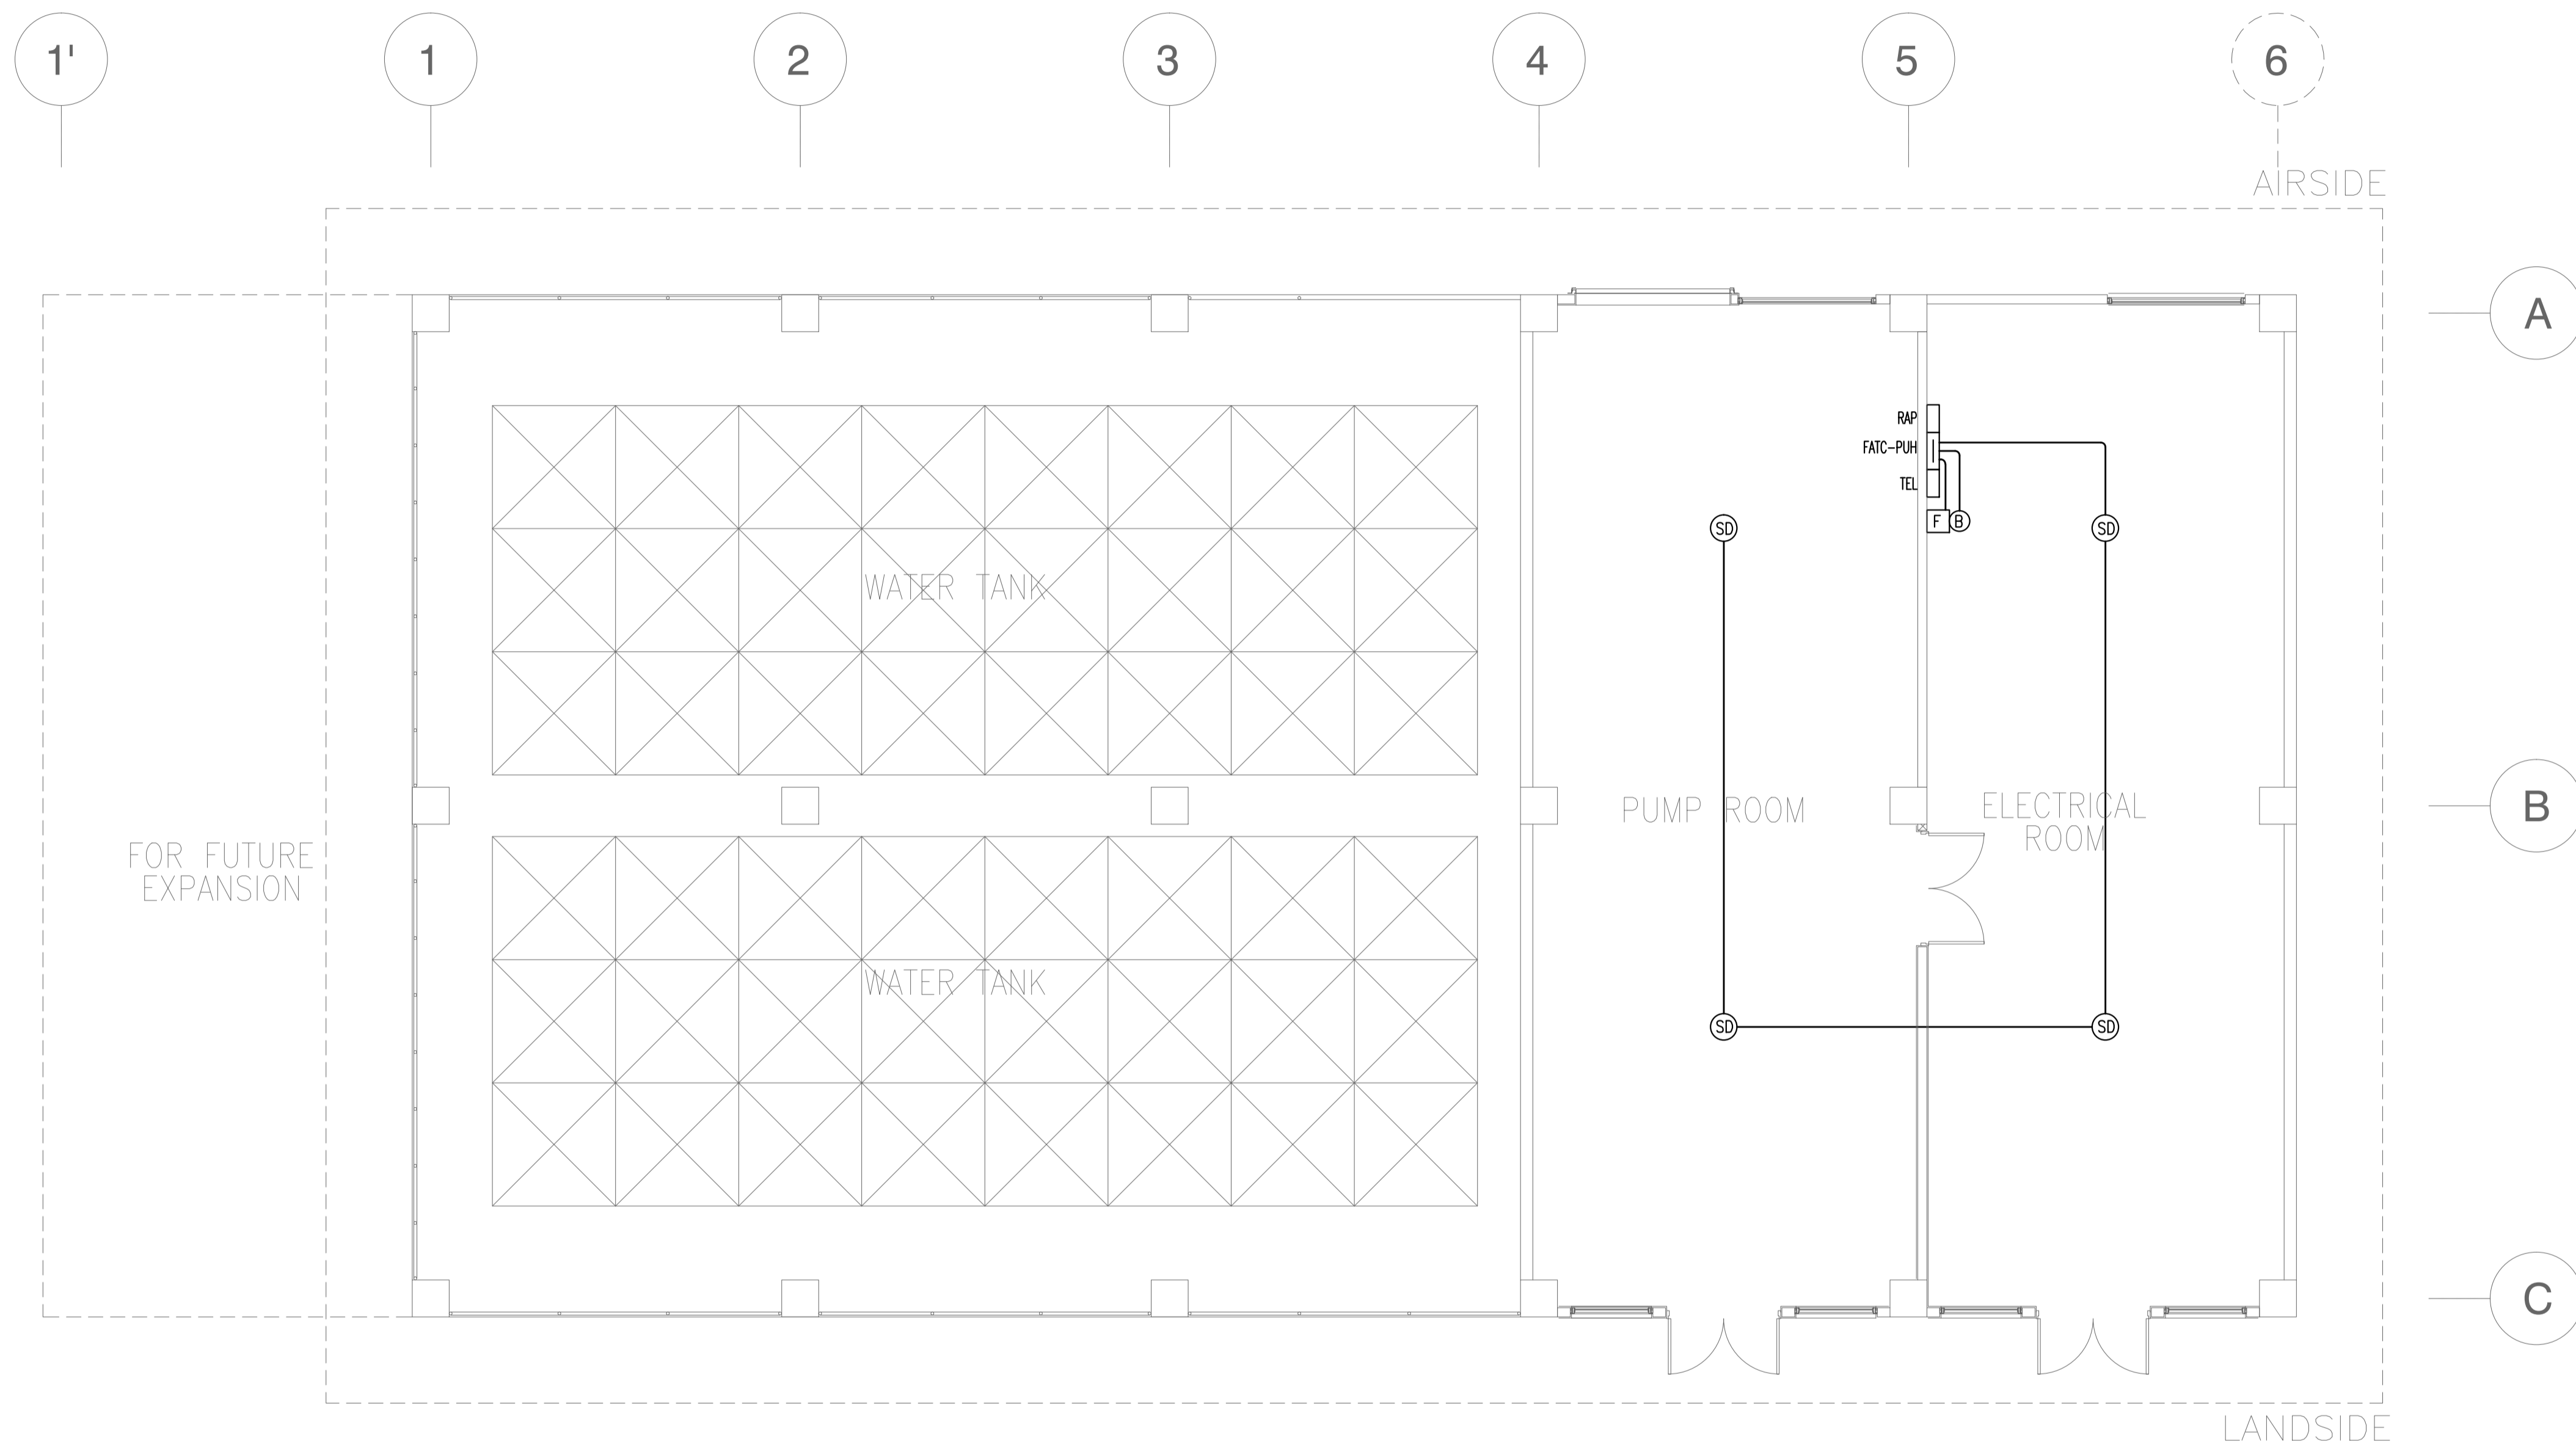 1' 1 2 3 4 5 6
AIRSIDE
A
RAP
FATC-PUH
TEL
F B
SD SD
WATER TANK
PUMP ROOM
ELECTRICAL
ROOM
B
FOR FUTURE
EXPANSION
WATER TANK
SD SD
C
LANDSIDE